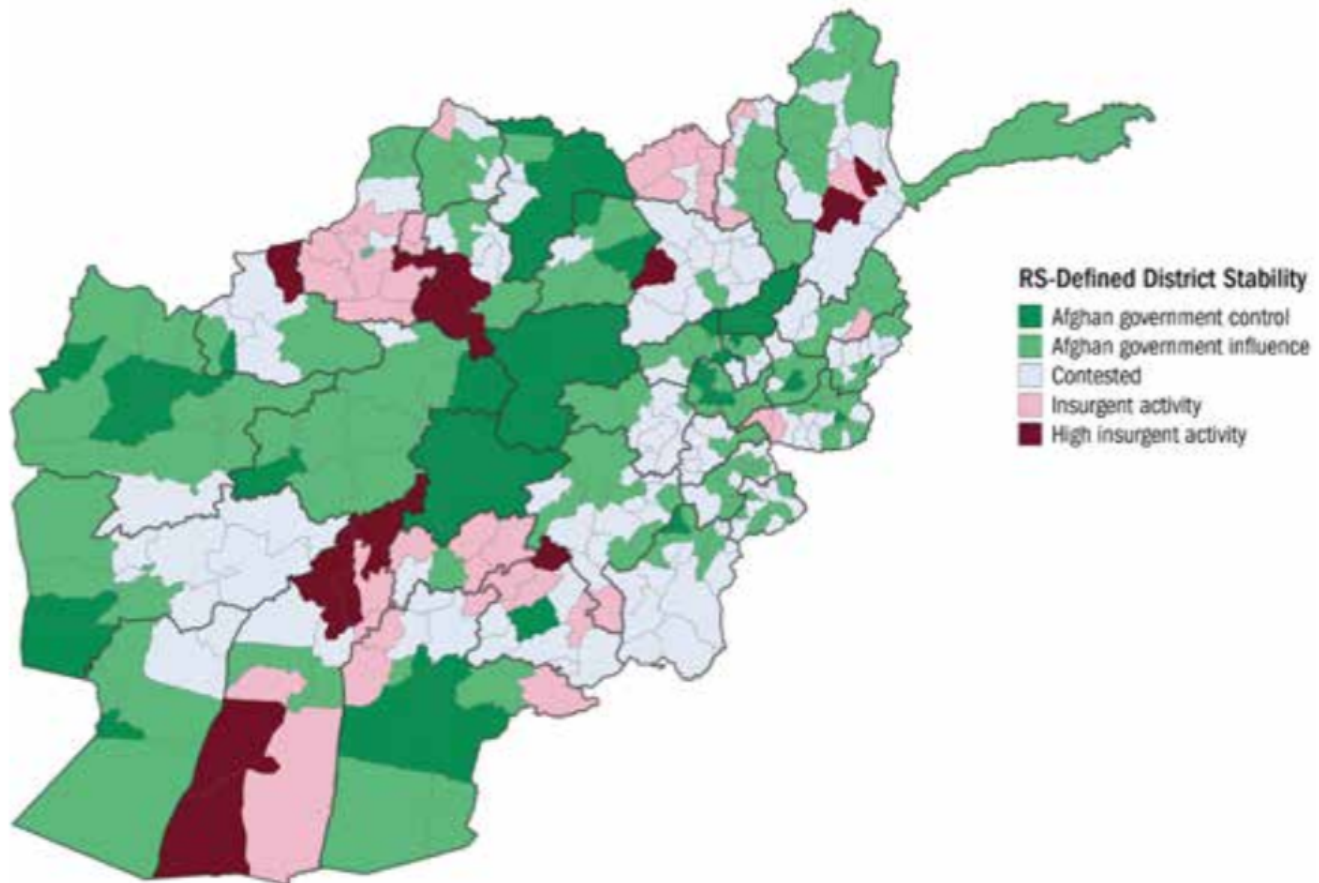 RS-Defined District Stability
Afghan government control
Afghan government influence
Contested
Insurgent activity
High insurgent activity